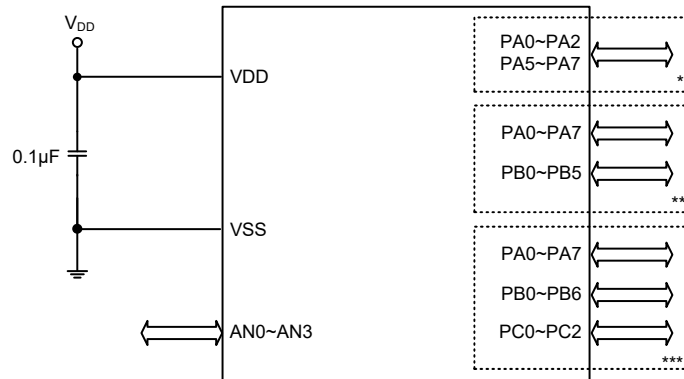 VDD
VDD
0.1µF
VSS
AN0~AN3
PA0~PA2
PA5~PA7
*
PA0~PA7
PB0~PB5
**
PA0~PA7
PB0~PB6
PC0~PC2
***